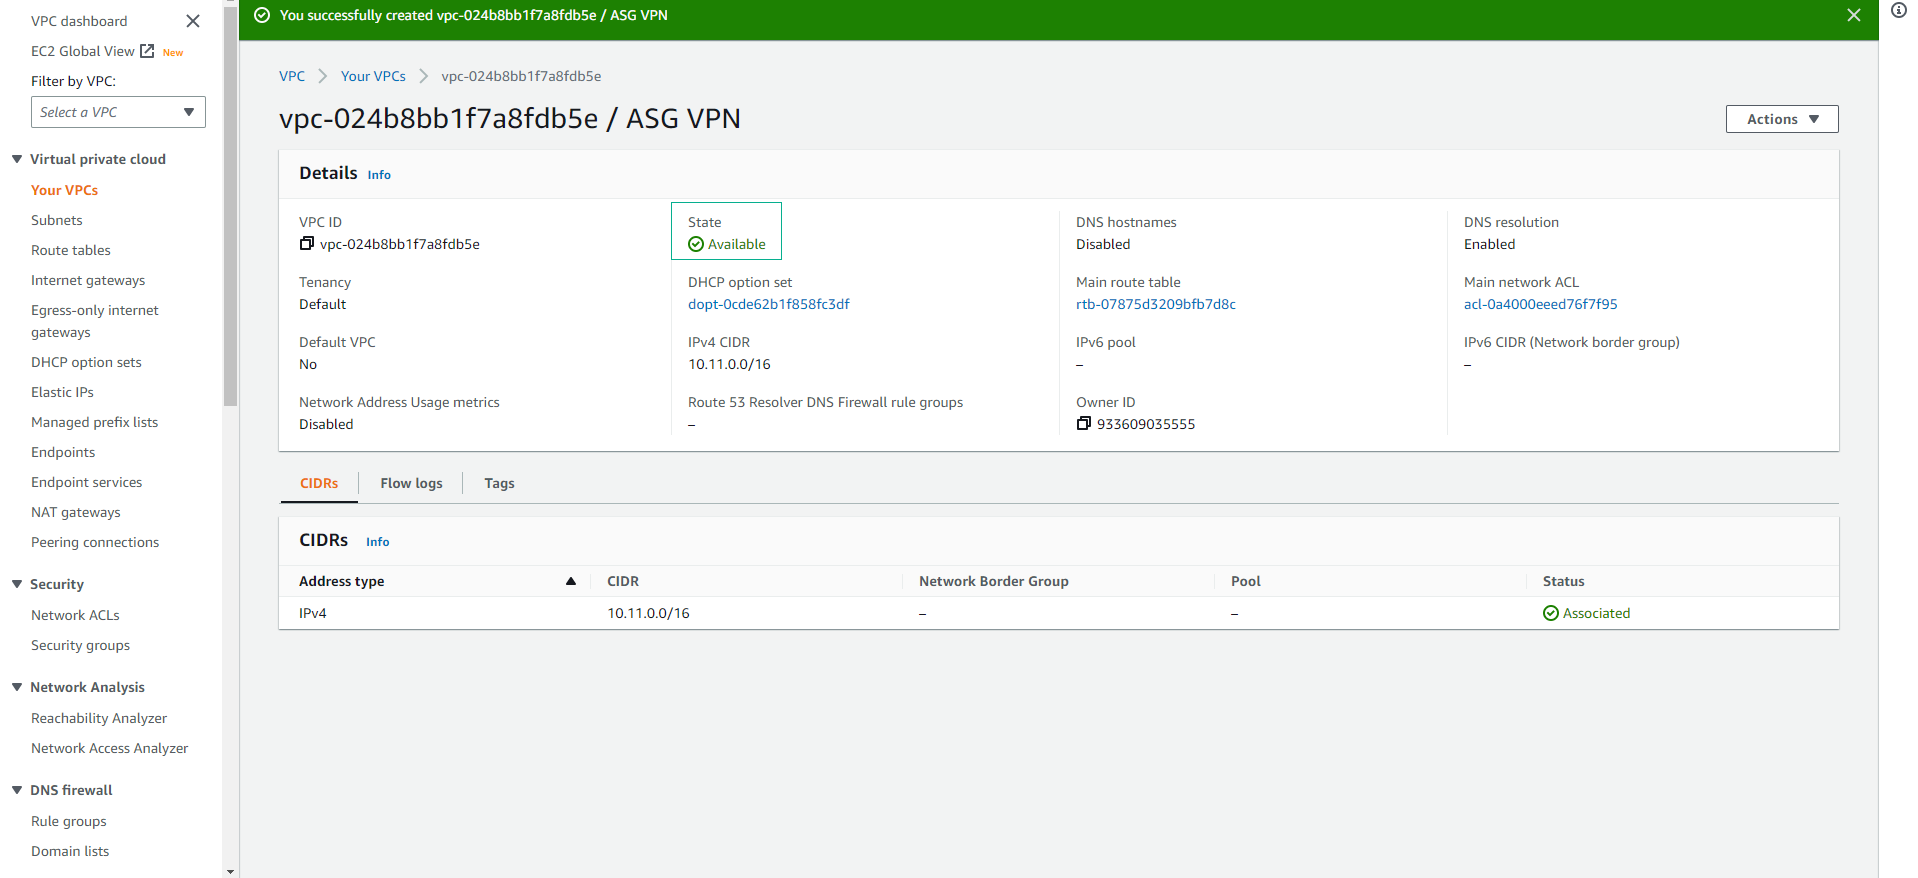 VPC dashboard
EC2 Global View New
Filter by VPC:
Select a VPC
Virtual private cloud
Your VPCs
Subnets
Route tables
Internet gateways
Egress-only internet
gateways
DHCP option sets
Elastic IPs
Managed prefix lists
Endpoints
Endpoint services
NAT gateways
Peering connections
Security
Network ACLs
Security groups
Network Analysis
Reachability Analyzer
Network Access Analyzer
DNS firewall
Rule groups
Domain lists
You successfully created vpc-024b8bb1f7a8fdb5e / ASG VPN
VPC Your VPCs vpc-024b8bb1f7a8fdb5e
vpc-024b8bb1f7a8fdb5e / ASG VPN
Actions
Details Info
VPC ID
vpc-024b8bb1f7a8fdb5e
State
Available
DNS hostnames
Disabled
DNS resolution
Enabled
Tenancy
Default
DHCP option set
dopt-0cde62b1f858fc3df
Main route table
rtb-07875d3209bfb7d8c
Main network ACL
acl-0a4000eeed76f7f95
Default VPC
No
IPv4 CIDR
10.11.0.0/16
IPv6 pool
–
IPv6 CIDR (Network border group)
–
Network Address Usage metrics
Disabled
Route 53 Resolver DNS Firewall rule groups
–
Owner ID
933609035555
CIDRs Flow logs Tags
CIDRs Info
Address type CIDR Network Border Group Pool Status
IPv4 10.11.0.0/16 – – Associated